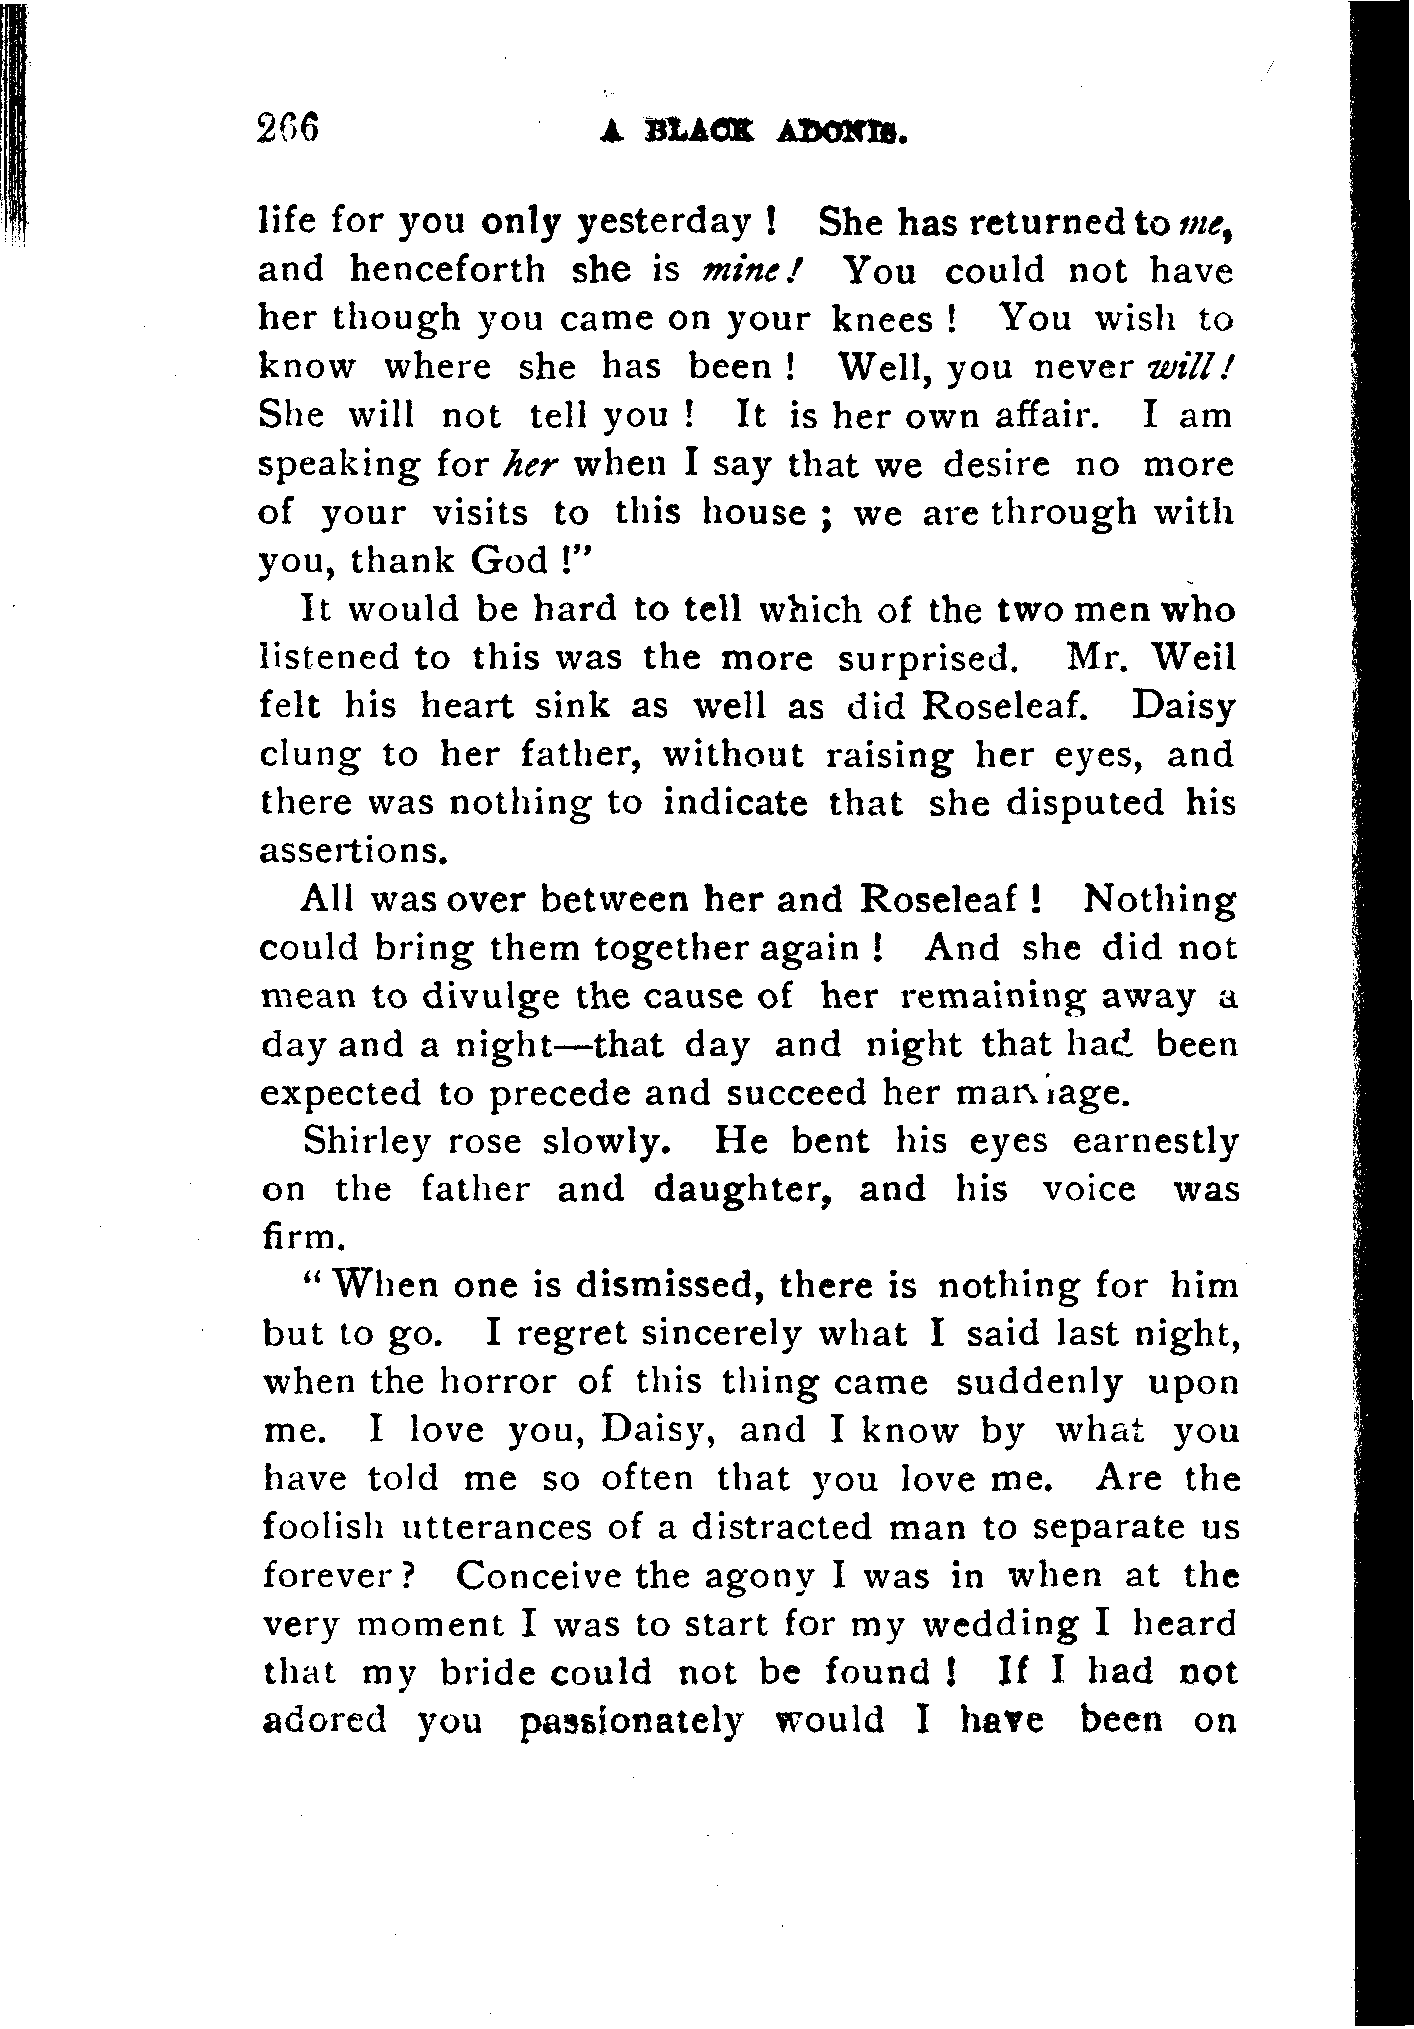 266 A BLACK ADONIS.
life for you only yesterday ! She has returned to me,
and henceforth she is mine ! You could not have
her though you came on your knees ! You wish to
know where she has been ! Well, you never will !
She will not tell you ! It is her own affair. I am
speaking for her when I say that we desire no more
of your visits to this house ; we are through with
you, thank God !”
It would be hard to tell which of the two men who
listened to this was the more surprised. Mr. Weil
felt his heart sink as well as did Roseleaf. Daisy
clung to her father, without raising her eyes, and
there was nothing to indicate that she disputed his
assertions.
All was over between her and Roseleaf ! Nothing
could bring them together again ! And she did not
mean to divulge the cause of her remaining away a
day and a night—that day and night that had been
expected to precede and succeed her marriage.
Shirley rose slowly. He bent his eyes earnestly
on the father and daughter, and his voice was
firm.
“ When one is dismissed, there is nothing for him
but to go. I regret sincerely what I said last night,
when the horror of this thing came suddenly upon
me. I love you, Daisy, and I know by what you
have told me so often that you love me. Are the
foolish utterances of a distracted man to separate us
forever ? Conceive the agony I was in when at the
very moment I was to start for my wedding I heard
that my bride could not be found ! If I had not
adored you passionately would I have been on